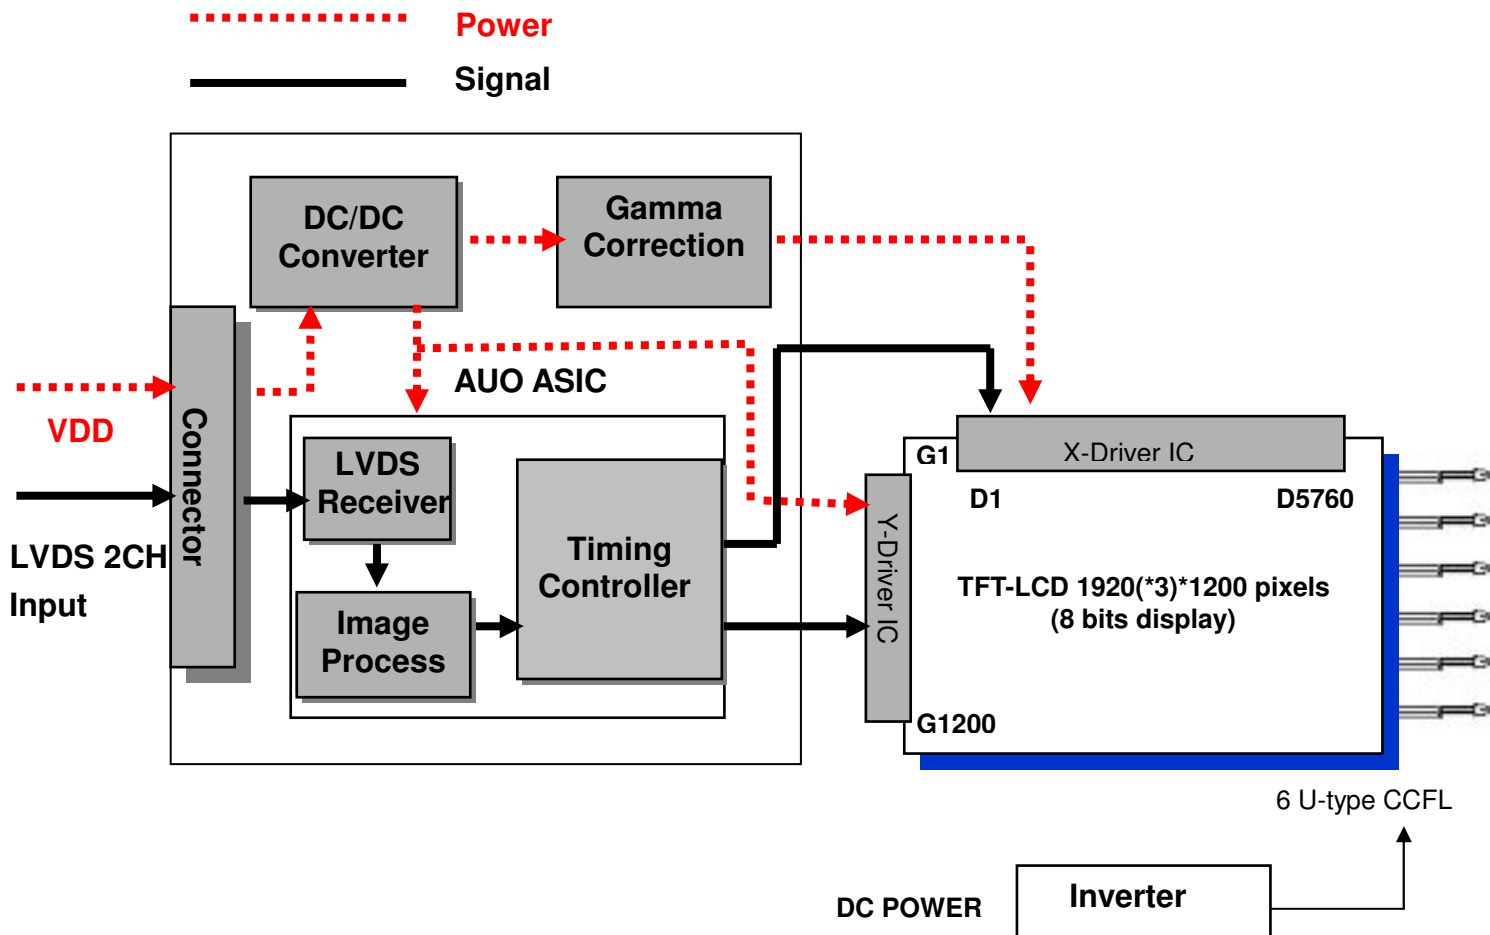 Power
Signal
DC/DC
Converter
Gamma
Correction
AUO ASIC
VDD
Connector
LVDS 2CH
Input
LVDS
Receiver
Timing
Controller
Image
Process
G1
X-Driver IC
D1
D5760
Y-Driver IC
TFT-LCD 1920(*3)*1200 pixels
(8 bits display)
G1200
6 U-type CCFL
DC POWER
Inverter